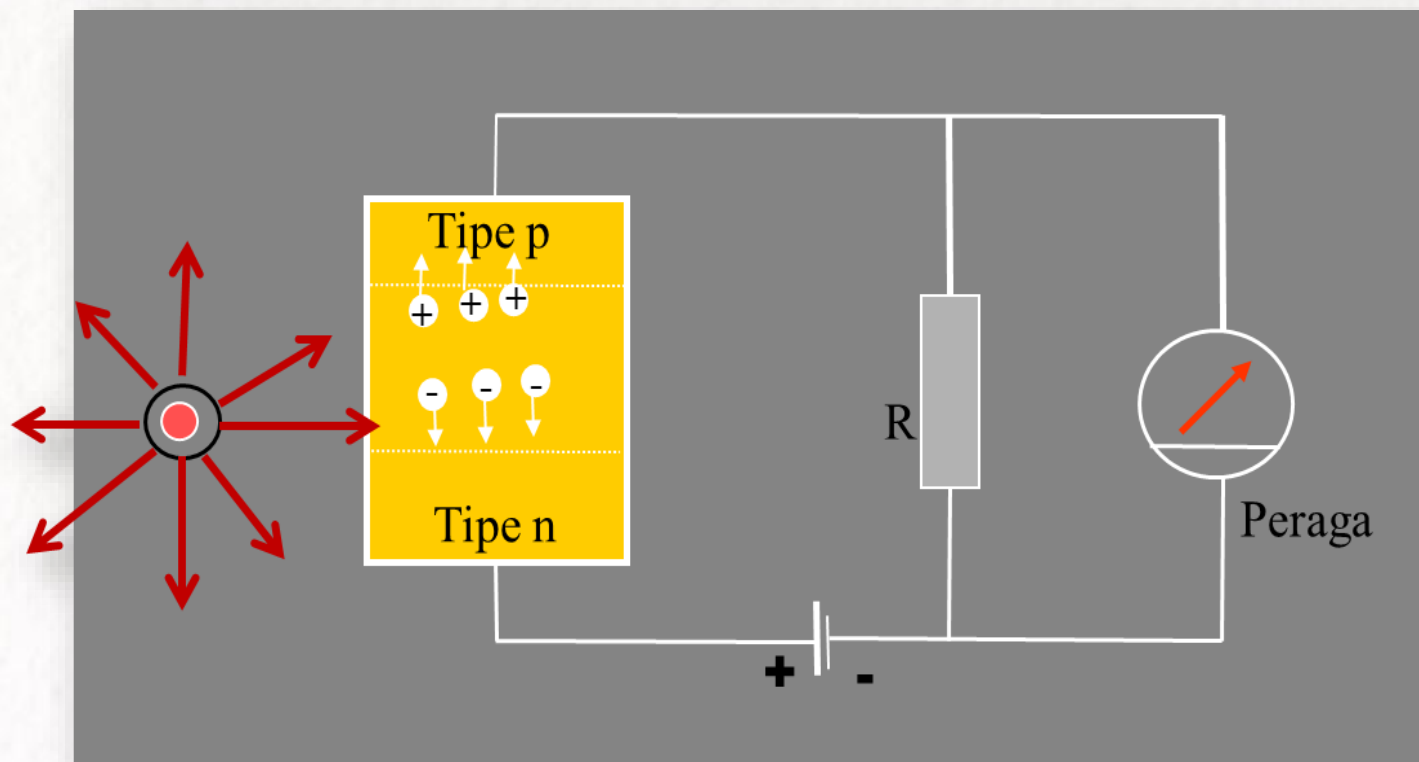 Tipe p
+ + +
- - -
Tipe n
R
Peraga
+ -